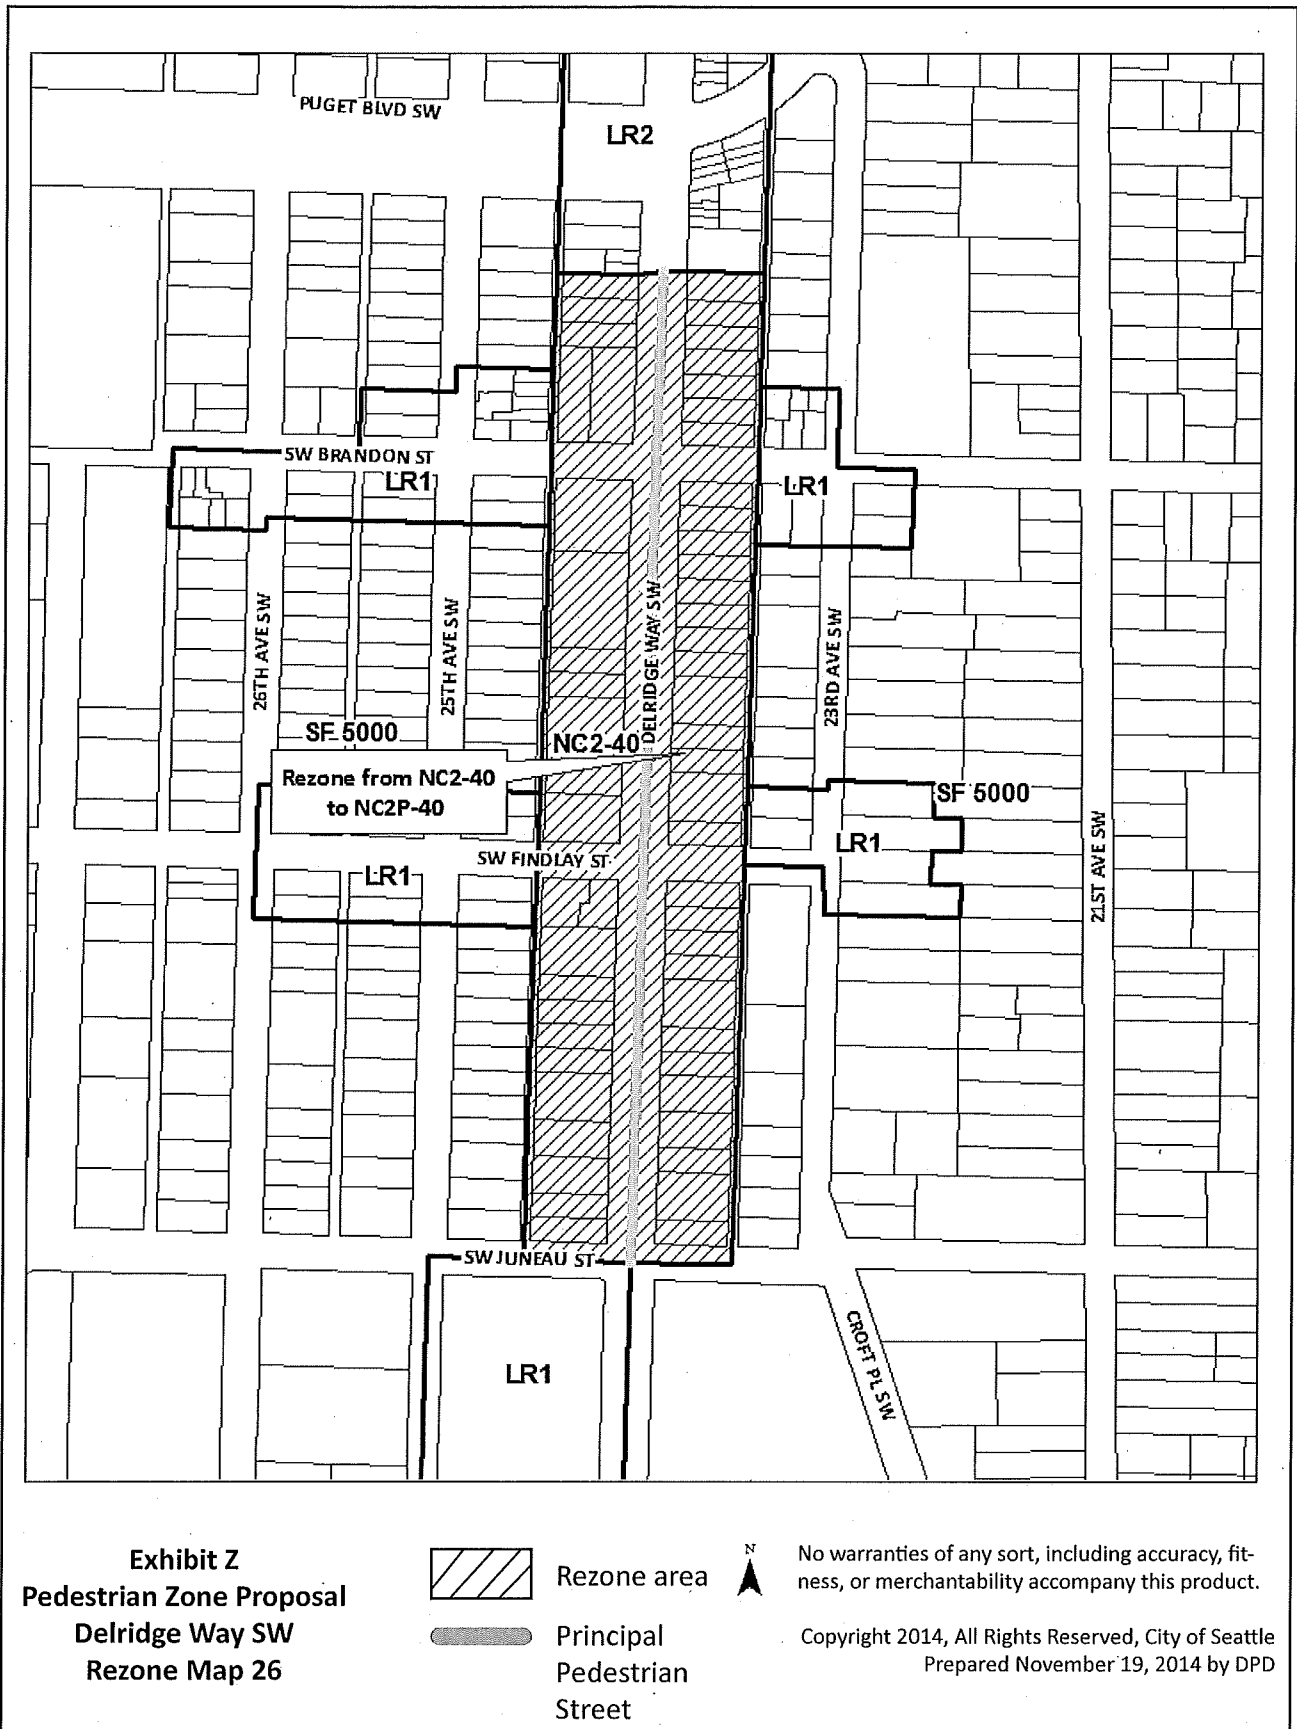 PUGET BLVD SW
LR2
SW BRANDON ST
LR1
LR1
26TH AVE SW
25TH AVE SW
DELRIDGE WAY SW
23RD AVE SW
SF 5000
NC2-40
Rezone from NC2-40
to NC2P-40
SF 5000
LR1
SW FINDLAY ST
LR1
21ST AVE SW
SW JUNEAU ST
LR1
CROFT PL SW
Exhibit Z
Pedestrian Zone Proposal
Delridge Way SW
Rezone Map 26
Rezone area
Principal
Pedestrian
Street
N
No warranties of any sort, including accuracy, fit-
ness, or merchantability accompany this product.
Copyright 2014, All Rights Reserved, City of Seattle
Prepared November 19, 2014 by DPD